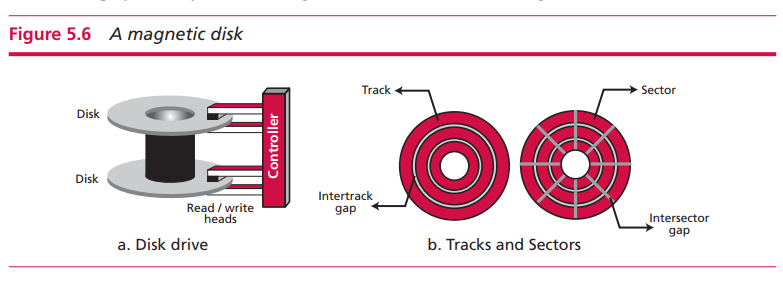 Figure 5.6 A magnetic disk
Disk
Disk
Controller
Read / write
heads
a. Disk drive
Track
Intertrack
gap
Sector
Intersector
gap
b. Tracks and Sectors